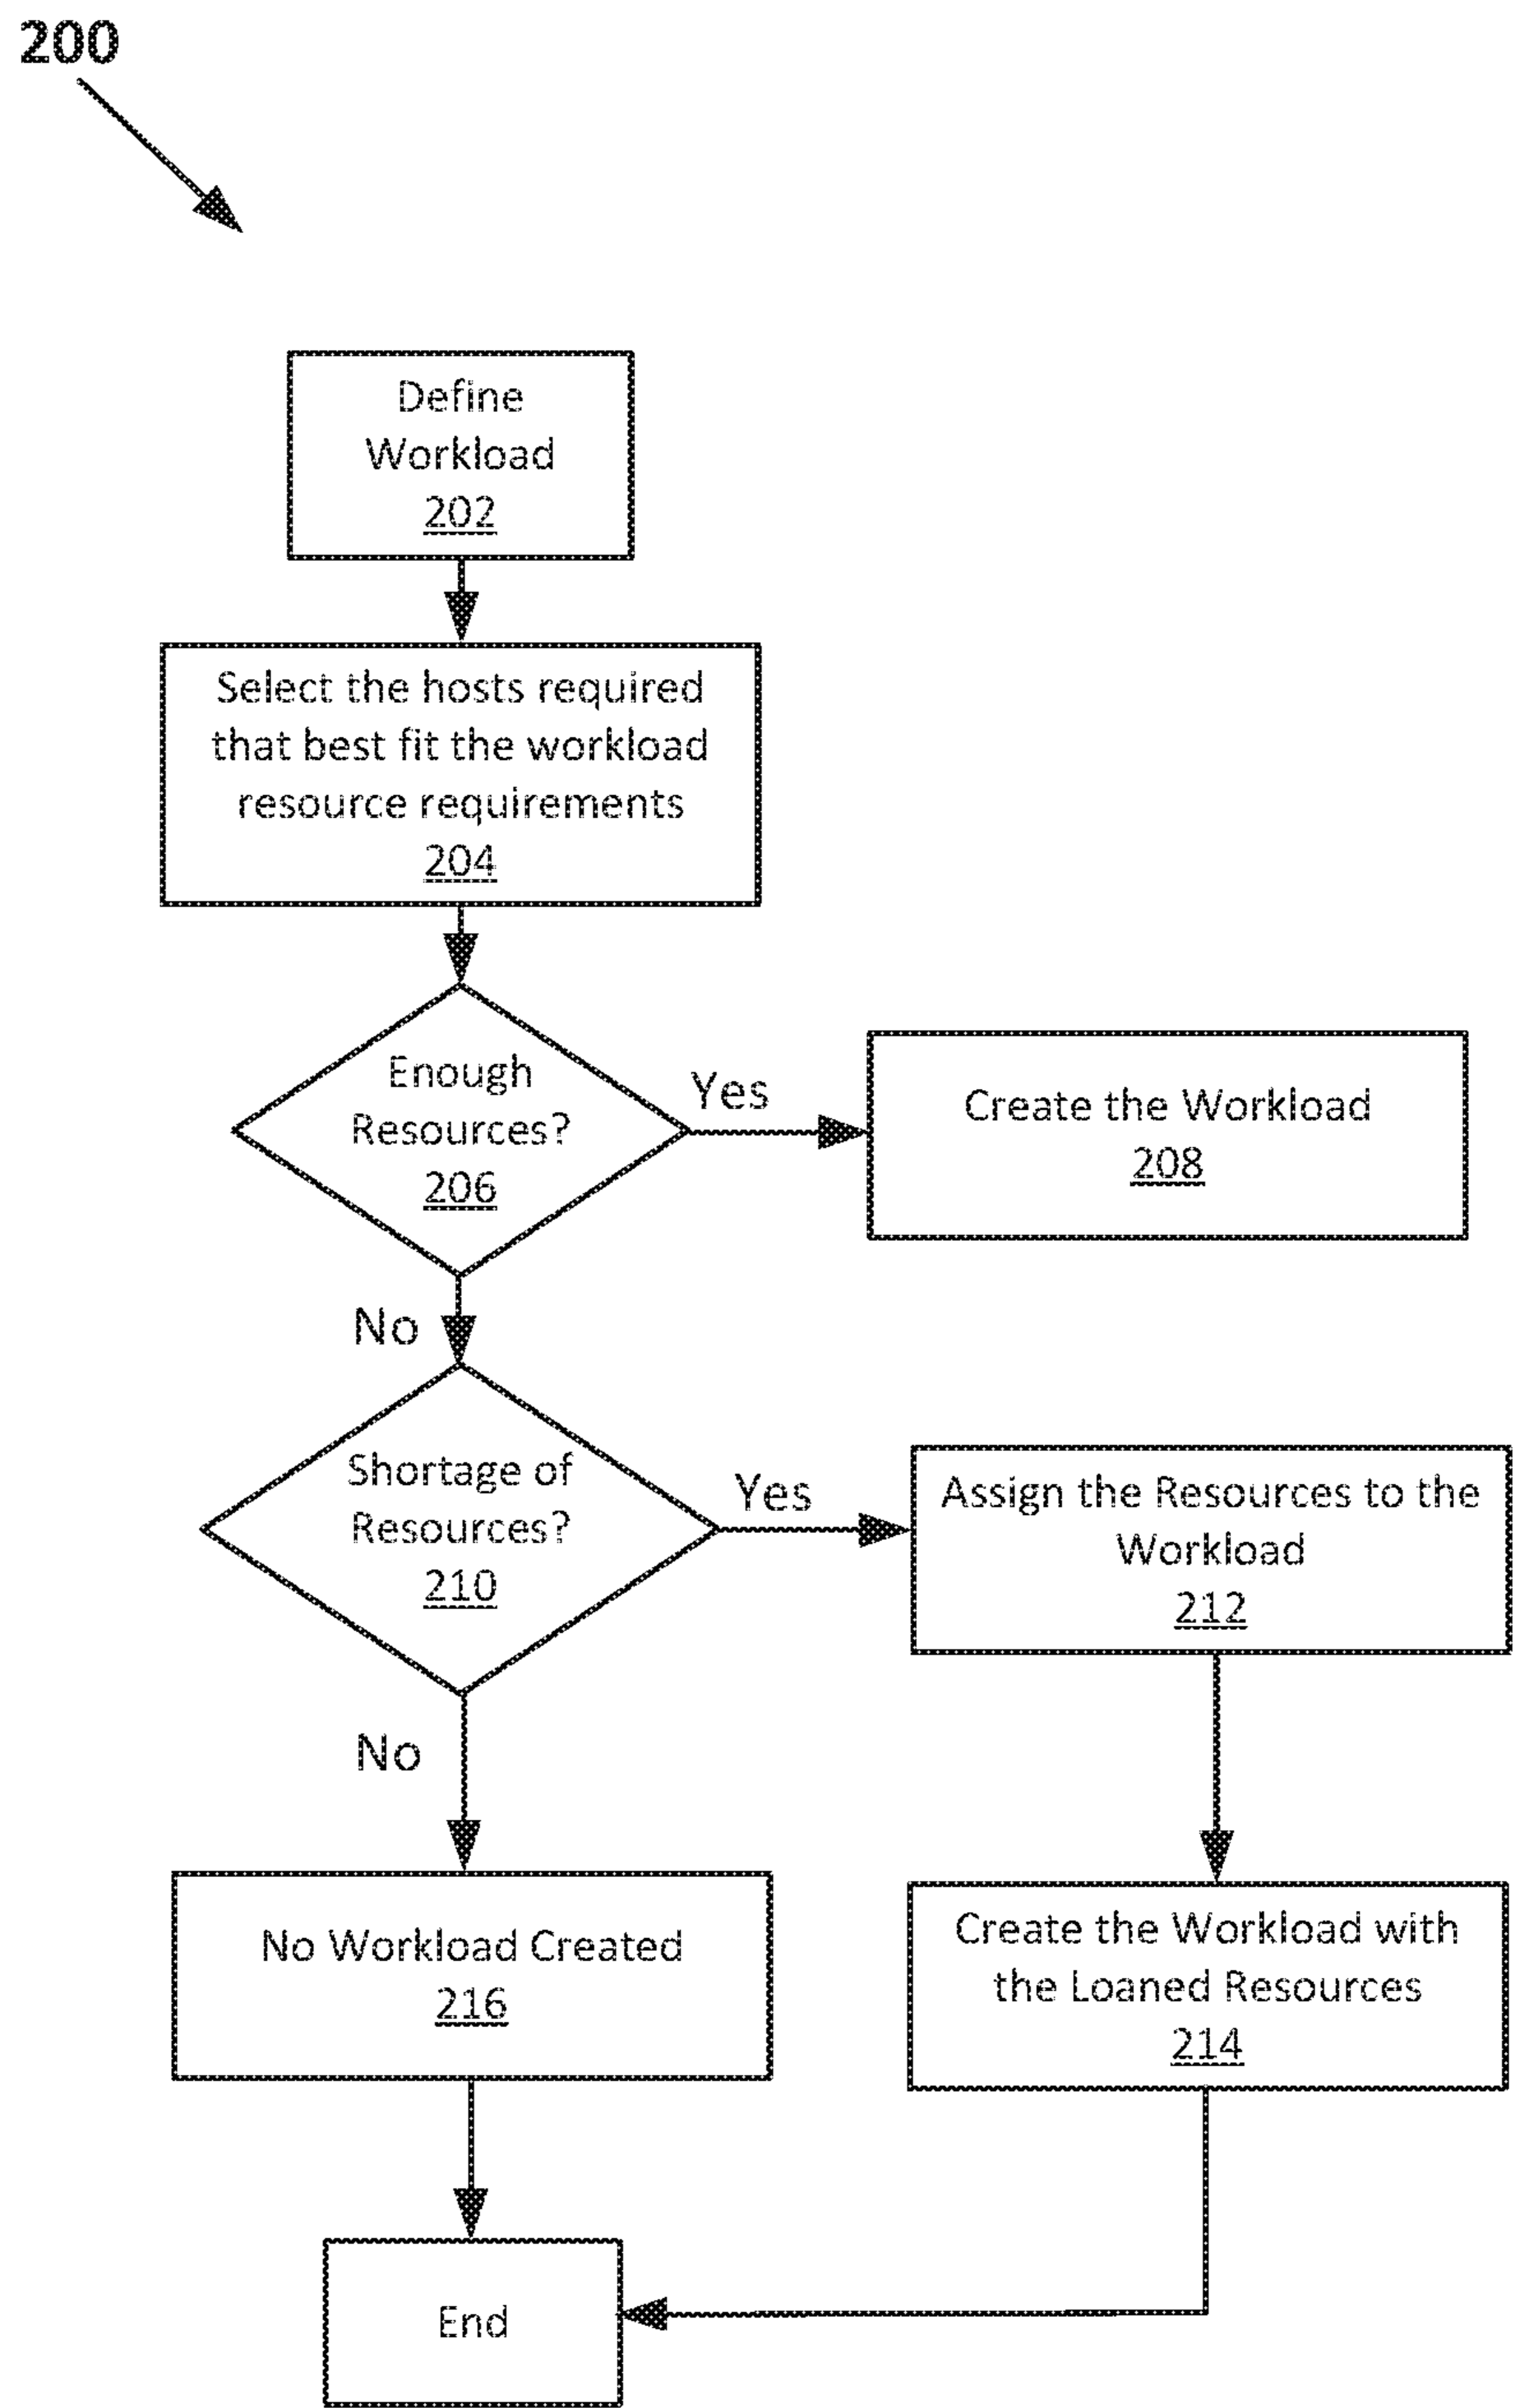 200
Define
Workload
202
Select the hosts required
that best fit the workload
resource requirements
204
Enough
Resources?
206
Yes
Create the Workload
208
No
Shortage of
Resources?
210
Yes
Assign the Resources to the
Workload
212
No
No Workload Created
216
Create the Workload with
the Loaned Resources
214
End